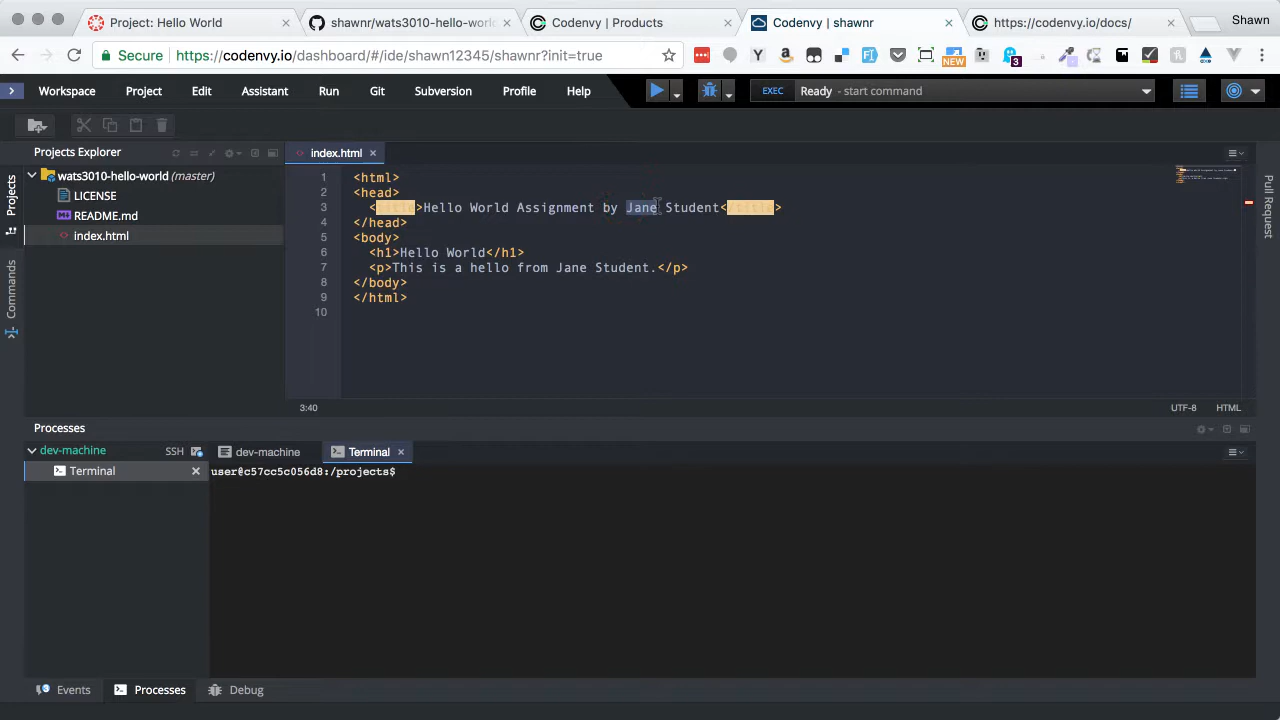 Project: Hello World
shawnr/wats3010-hello-world
Codenvy | Products
Codenvy | shawnr
https://codenvy.io/docs/
Shawn
Secure
https://codenvy.io/dashboard/#/ide/shawn12345/shawnr?init=true
NEW
3
Workspace
Project
Edit
Assistant
Run
Git
Subversion
Profile
Help
EXEC
Ready - start command
Projects Explorer
index.html
Projects
Commands
Pull Request
wats3010-hello-world (master)
LICENSE
README.md
index.html
1 <html>
2 <head>
3 <title>Hello World Assignment by Jane Student</title>
4 </head>
5 <body>
6 <h1>Hello World</h1>
7 <p>This is a hello from Jane Student.</p>
8 </body>
9 </html>
10
3:40
UTF-8
HTML
Processes
dev-machine
SSH
dev-machine
Terminal
Terminal
user@c57cc5c056d8:/projects$
Events
Processes
Debug